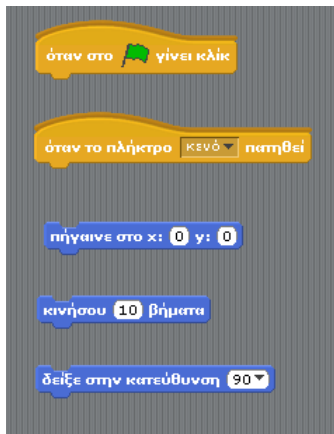 όταν στο γίνει κλικ
όταν το πλήκτρο κενό πατηθεί
πήγαινε στο x: 0 y: 0
κινήσου 10 βήματα
δείξε στην κατεύθυνση 90